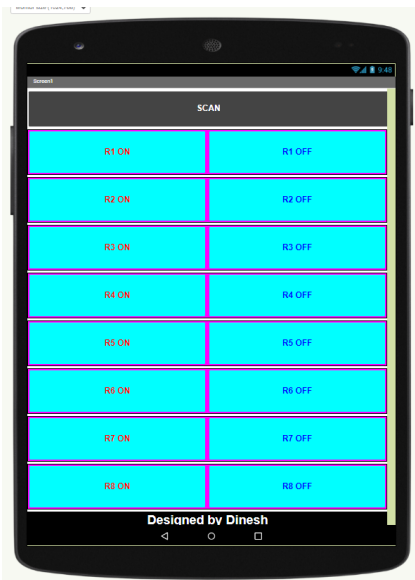 9:48
Screen1
SCAN
R1 ON R1 OFF
R2 ON R2 OFF
R3 ON R3 OFF
R4 ON R4 OFF
R5 ON R5 OFF
R6 ON R6 OFF
R7 ON R7 OFF
R8 ON R8 OFF
Designed by Dinesh